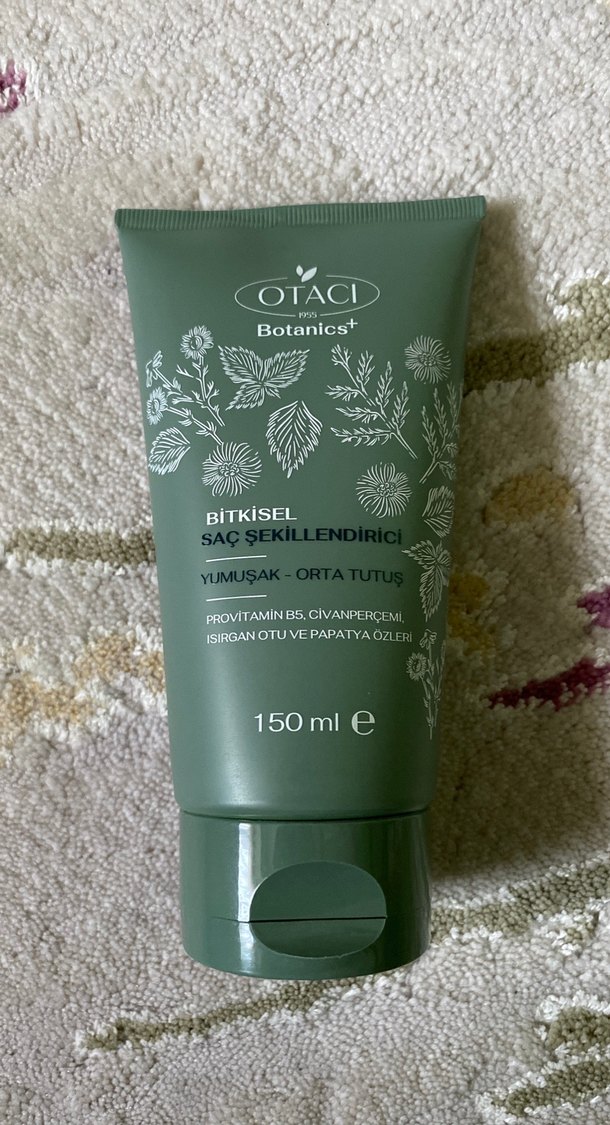 OTACI
1955
Botanics+
BİTKİSEL
SAÇ ŞEKİLLENDİRİCİ
YUMUŞAK - ORTA TUTUŞ
PROVİTAMİN B5, CİVANPERÇEMİ,
ISIRGAN OTU VE PAPATYA ÖZLERİ
150 ml ℮